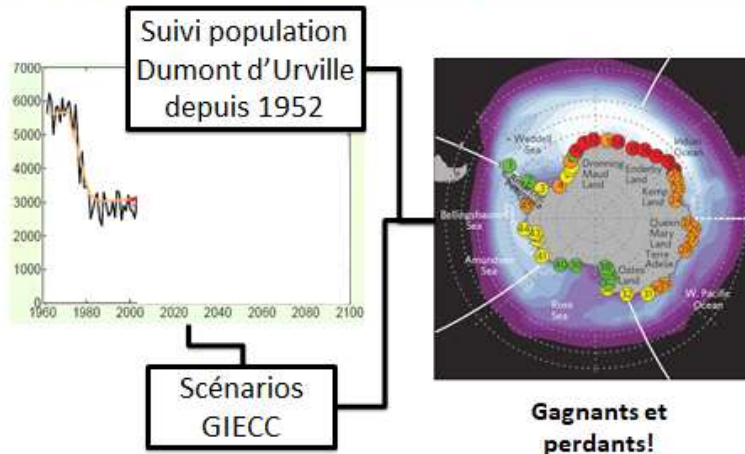 Suivi population
Dumont d'Urville
depuis 1952
7000
6000
5000
4000
3000
2000
1000
0
1960 1980 2000 2020 2040 2060 2080 2100
Scénarios
GIECC
Weddell
Sea
Dronning
Maud
Land
Enderby
Land
Indian
Ocean
Kemp
Land
Bellingshausen
Sea
Queen
Mary
Land
Terre
Adélie
Amundsen
Sea
Oates
Land
Ross
Sea
W. Pacific
Ocean
Gagnants et
perdants!